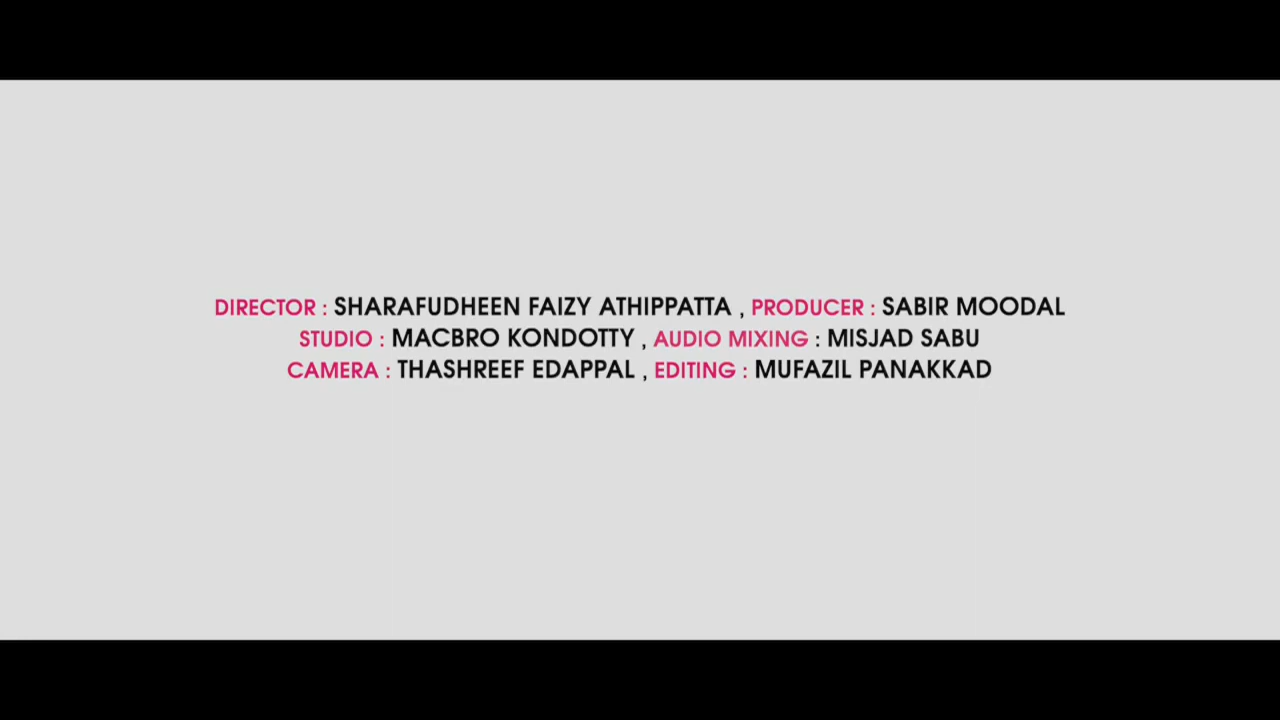 DIRECTOR : SHARAFUDHEEN FAIZY ATHIPPATTA , PRODUCER : SABIR MOODAL
STUDIO : MACBRO KONDOTTY , AUDIO MIXING : MISJAD SABU
CAMERA : THASHREEF EDAPPAL , EDITING : MUFAZIL PANAKKAD